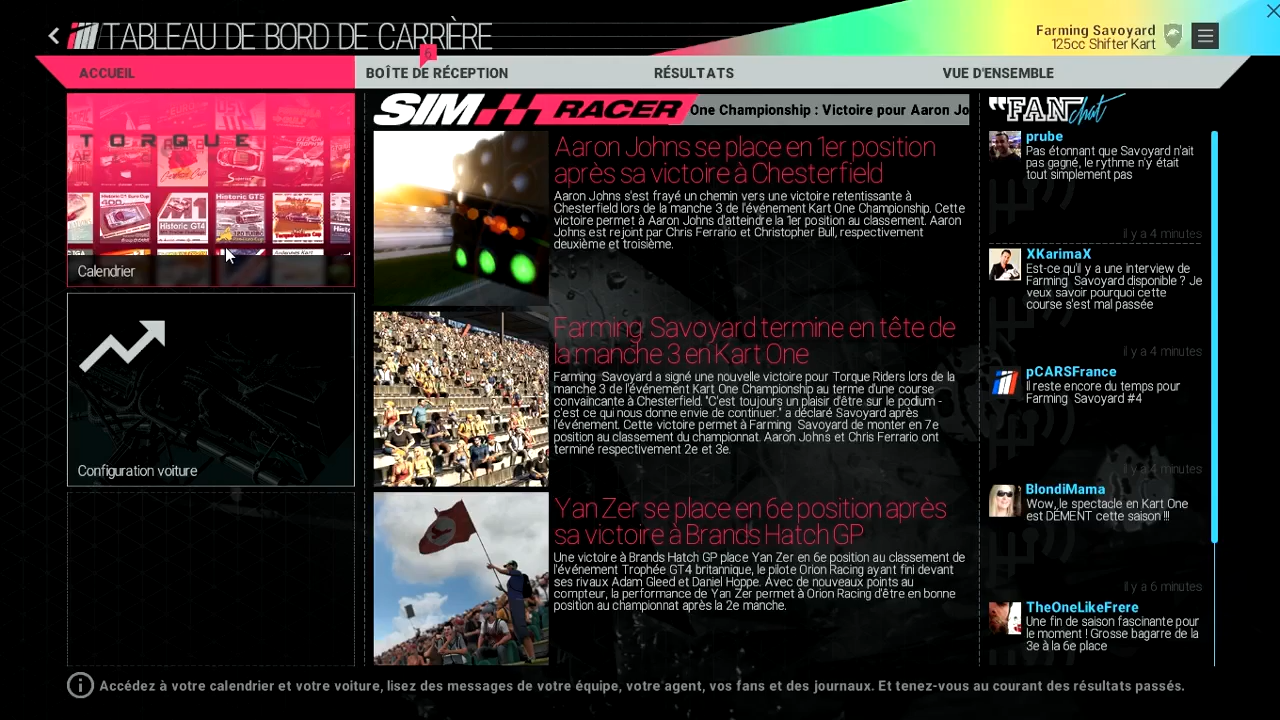 TABLEAU DE BORD DE CARRIÈRE
Farming Savoyard
125cc Shifter Kart
ACCUEIL
BOÎTE DE RÉCEPTION
6
RÉSULTATS
VUE D'ENSEMBLE
TORQUE
Historic GT4
Historic GT5
Calendrier
Configuration voiture
SIM RACER
One Championship : Victoire pour Aaron Jo
Aaron Johns se place en 1er position
après sa victoire à Chesterfield
Aaron Johns s'est frayé un chemin vers une victoire retentissante à
Chesterfield lors de la manche 3 de l'événement Kart One Championship. Cette
victoire permet à Aaron Johns d'atteindre la 1er position au classement. Aaron
Johns est rejoint par Chris Ferrario et Christopher Bull, respectivement
deuxième et troisième.
Farming Savoyard termine en tête de
la manche 3 en Kart One
Farming Savoyard a signé une nouvelle victoire pour Torque Riders lors de la
manche 3 de l'événement Kart One Championship au terme d'une course
convaincante à Chesterfield. "C'est toujours un plaisir d'être sur le podium -
c'est ce qui nous donne envie de continuer." a déclaré Savoyard après
l'événement. Cette victoire permet à Farming Savoyard de monter en 7e
position au classement du championnat. Aaron Johns et Chris Ferrario ont
terminé respectivement 2e et 3e.
Yan Zer se place en 6e position après
sa victoire à Brands Hatch GP
Une victoire à Brands Hatch GP place Yan Zer en 6e position au classement de
l'événement Trophée GT4 britannique, le pilote Orion Racing ayant fini devant
ses rivaux Adam Gleed et Daniel Hoppe. Avec de nouveaux points au
compteur, la performance de Yan Zer permet à Orion Racing d'être en bonne
position au championnat après la 2e manche.
"FAN chat
prube
Pas étonnant que Savoyard n'ait
pas gagné, le rythme n'y était
tout simplement pas
il y a 4 minutes
XKarimaX
Est-ce qu'il y a une interview de
Farming Savoyard disponible ? Je
veux savoir pourquoi cette
course s'est mal passée
il y a 4 minutes
pCARSFrance
Il reste encore du temps pour
Farming Savoyard #4
il y a 4 minutes
BlondiMama
Wow, le spectacle en Kart One
est DÉMENT cette saison !!!
il y a 6 minutes
TheOneLikeFrere
Une fin de saison fascinante pour
le moment ! Grosse bagarre de la
3e à la 6e place
Accédez à votre calendrier et votre voiture, lisez des messages de votre équipe, votre agent, vos fans et des journaux. Et tenez-vous au courant des résultats passés.